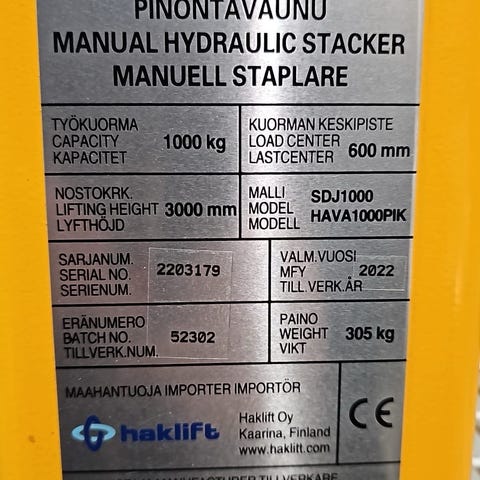 PINONTAVAUNU
MANUAL HYDRAULIC STACKER
MANUELL STAPLARE
TYÖKUORMA
CAPACITY 1000 kg
KAPACITET
KUORMAN KESKIPISTE
LOAD CENTER
LASTCENTER 600 mm
NOSTOKRK.
LIFTING HEIGHT 3000 mm
LYFTHÖJD
MALLI SDJ1000
MODEL HAVA1000PIK
MODELL
SARJANUM.
SERIAL NO. 2203179
SERIENUM.
VALM.VUOSI
MFY 2022
TILL.VERK.ÅR
ERÄNUMERO
BATCH NO. 52302
TILLVERK.NUM.
PAINO
WEIGHT 305 kg
VIKT
MAAHANTUOJA IMPORTER IMPORTÖR
haklift
Haklift Oy
Kaarina, Finland
www.haklift.com
CE
MANUFACTURER TILLVERKARE